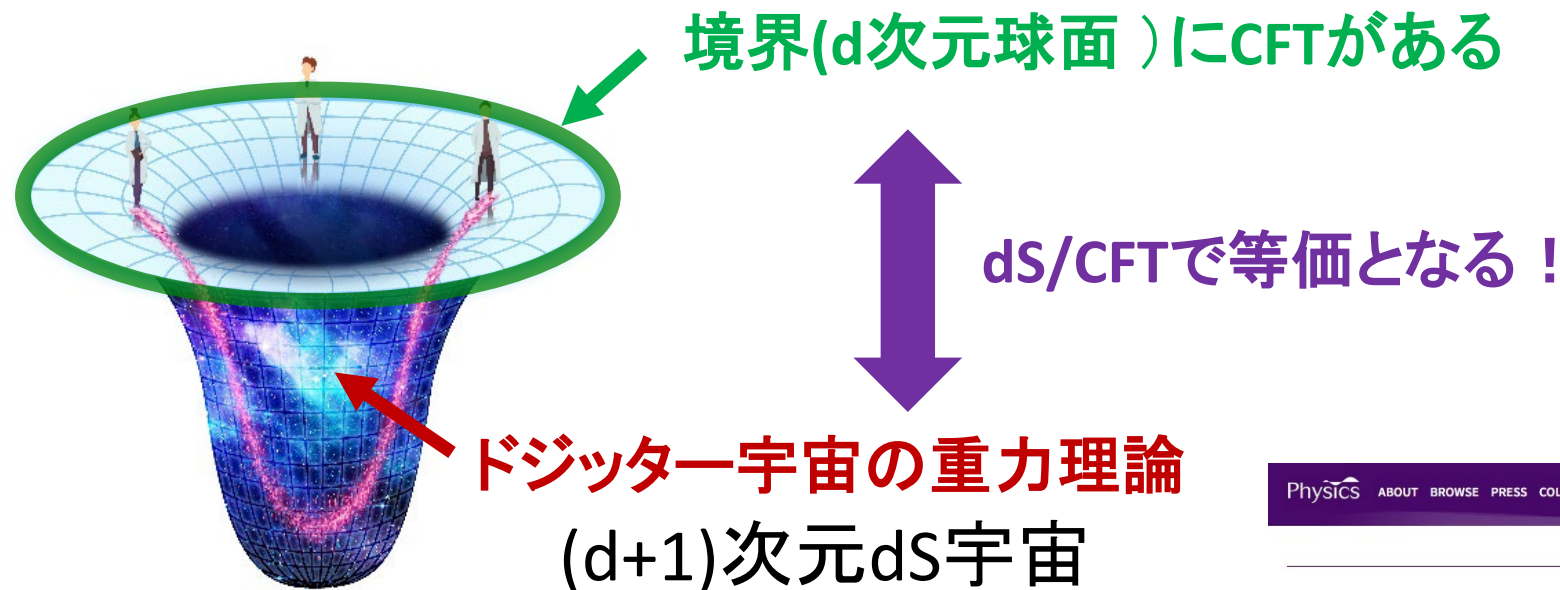 境界(d次元球面 )にCFTがある
dS/CFTで等価となる！
ドジッター宇宙の重力理論
(d+1)次元dS宇宙
Physics ABOUT BROWSE PRESS COL